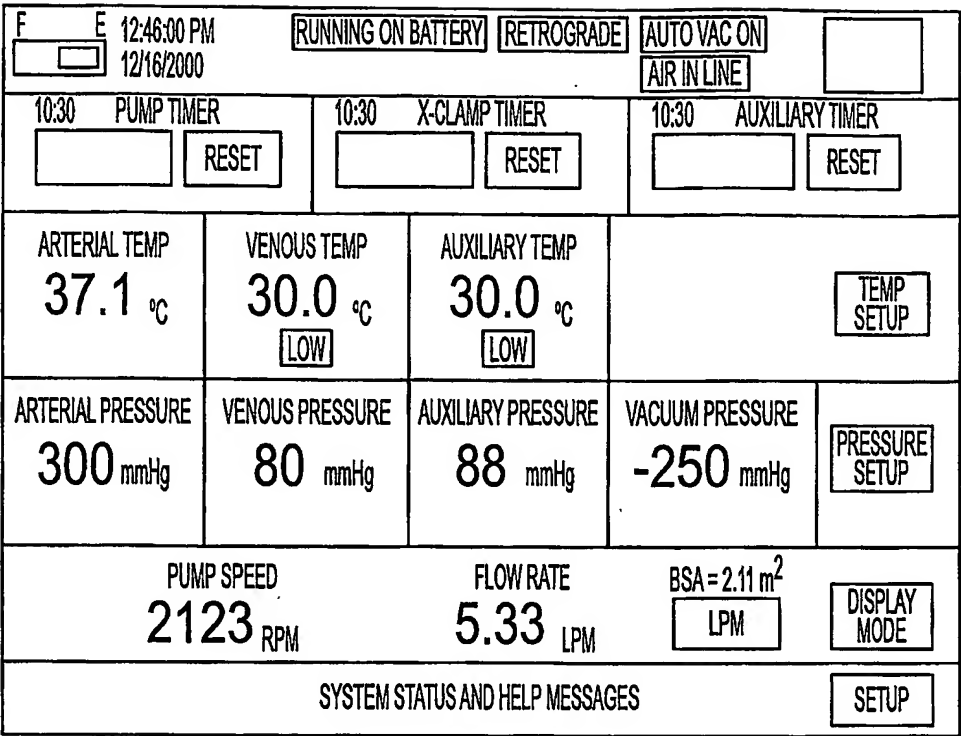 F E 12:46:00 PM RUNNING ON BATTERY RETROGRADE AUTO VAC ON
12/16/2000 AIR IN LINE
10:30 PUMP TIMER 10:30 X-CLAMP TIMER 10:30 AUXILIARY TIMER
RESET RESET RESET
ARTERIAL TEMP VENOUS TEMP AUXILIARY TEMP
37.1 ºC 30.0 ºC 30.0 ºC TEMP
SETUP
LOW LOW
ARTERIAL PRESSURE VENOUS PRESSURE AUXILIARY PRESSURE VACUUM PRESSURE
300 mmHg 80 mmHg 88 mmHg -250 mmHg PRESSURE
SETUP
PUMP SPEED FLOW RATE BSA = 2.11 m²
2123 RPM 5.33 LPM LPM DISPLAY
MODE
SYSTEM STATUS AND HELP MESSAGES SETUP